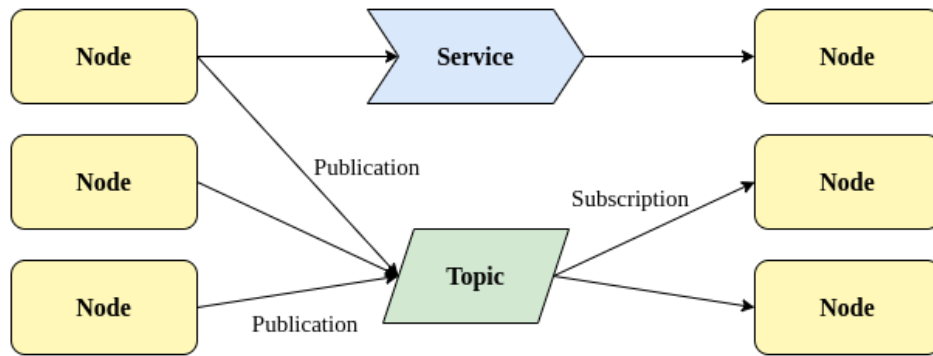 Node
Service
Node
Publication
Node
Subscription
Node
Node
Topic
Node
Publication